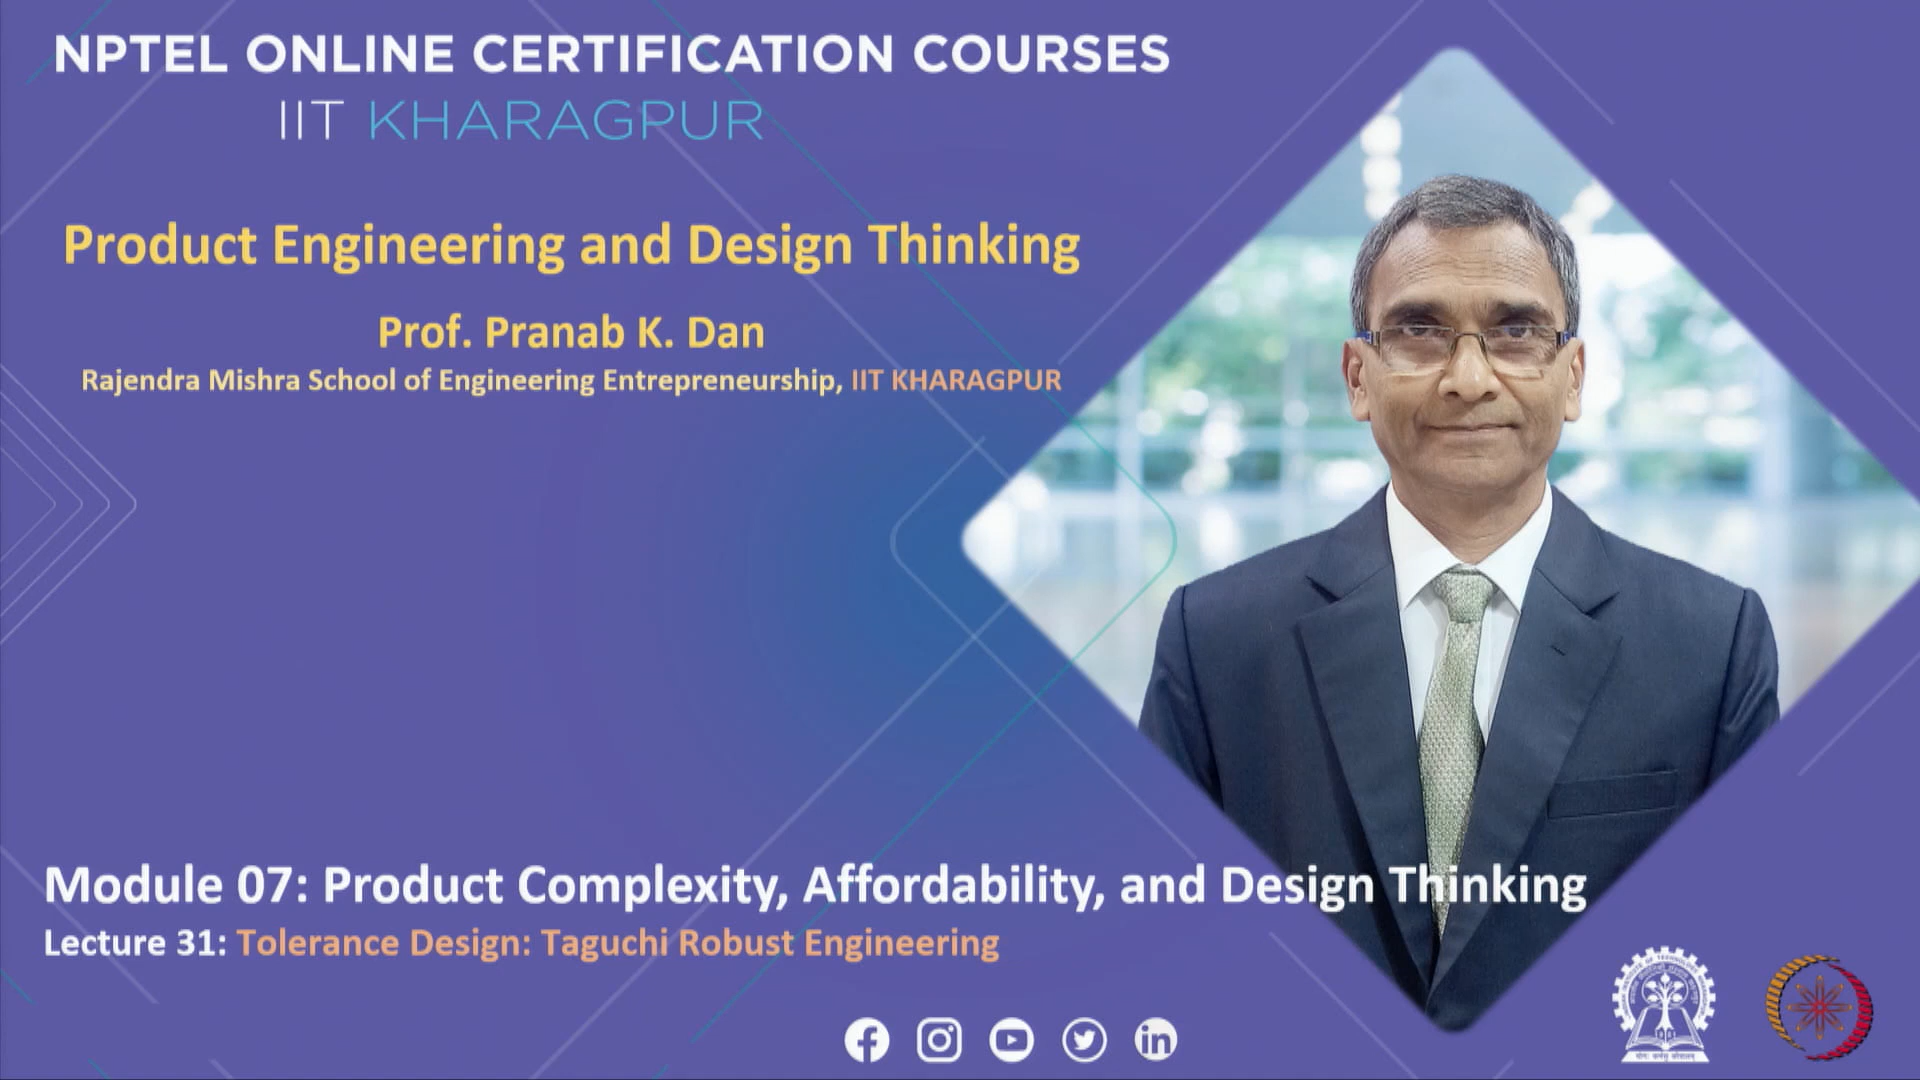 NPTEL ONLINE CERTIFICATION COURSES
IIT KHARAGPUR
Product Engineering and Design Thinking
Prof. Pranab K. Dan
Rajendra Mishra School of Engineering Entrepreneurship, IIT KHARAGPUR
Module 07: Product Complexity, Affordability, and Design Thinking
Lecture 31: Tolerance Design: Taguchi Robust Engineering